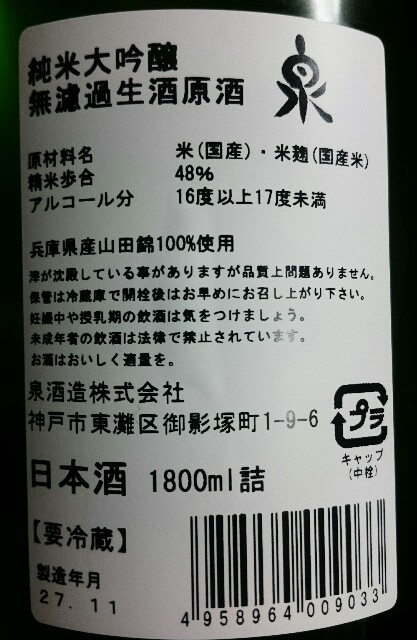 純米大吟醸
無濾過生酒原酒
泉
原材料名 米(国産)・米麹(国産米)
精米歩合 48%
アルコール分 16度以上17度未満
兵庫県産山田錦100%使用
滓が沈殿している事がありますが品質上問題ありません。
保管は冷蔵庫で開栓後はお早めにお召し上がり下さい。
妊娠中や授乳期の飲酒は気をつけましょう。
未成年者の飲酒は法律で禁止されています。
お酒はおいしく適量を。
泉酒造株式会社
神戸市東灘区御影塚町1-9-6
プラ
キャップ
(中栓)
日本酒 1800ml詰
【要冷蔵】
製造年月
27.11
4 958964 009033